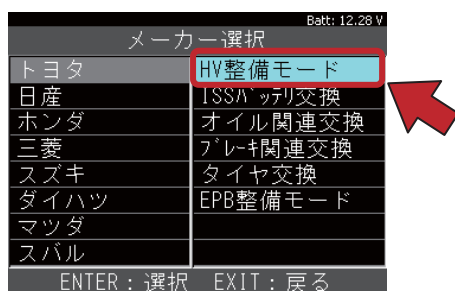 Batt: 12.28 V
メーカー選択
トヨタ HV整備モード
日産 ISSﾊﾞｯﾃﾘ交換
ホンダ オイル関連交換
三菱 ﾌﾞﾚｰｷ関連交換
スズキ タイヤ交換
ダイハツ EPB整備モード
マツダ
スバル
ENTER：選択 EXIT：戻る